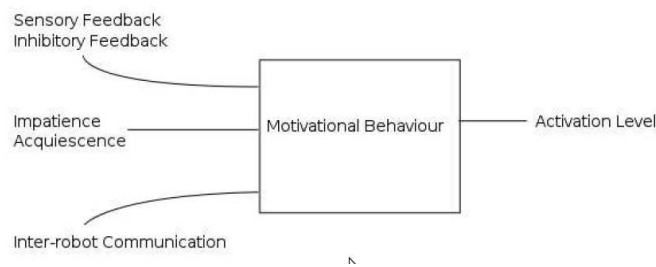 Sensory Feedback
Inhibitory Feedback
Impatience
Acquiescence
Motivational Behaviour
Activation Level
Inter-robot Communication